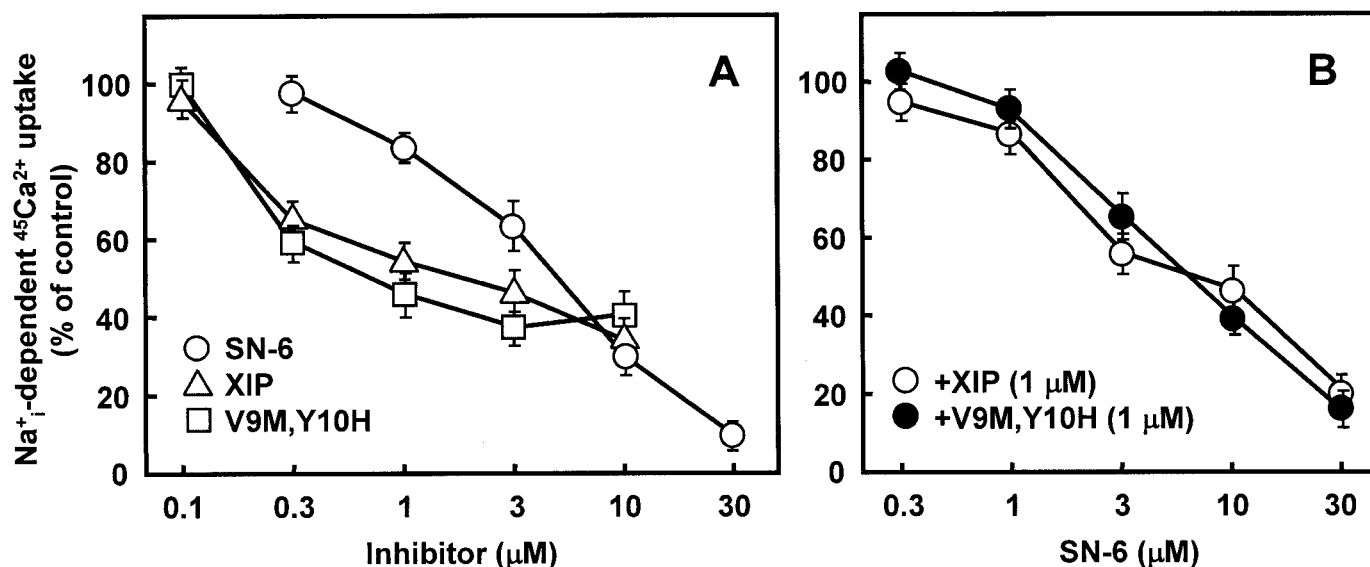 Na⁺ᵢ-dependent ⁴⁵Ca²⁺ uptake
(% of control)
A
100
80
60
40
20
0
SN-6
XIP
V9M,Y10H
0.1 0.3 1 3 10 30
Inhibitor (μM)
B
100
80
60
40
20
0
+XIP (1 μM)
+V9M,Y10H (1 μM)
0.3 1 3 10 30
SN-6 (μM)